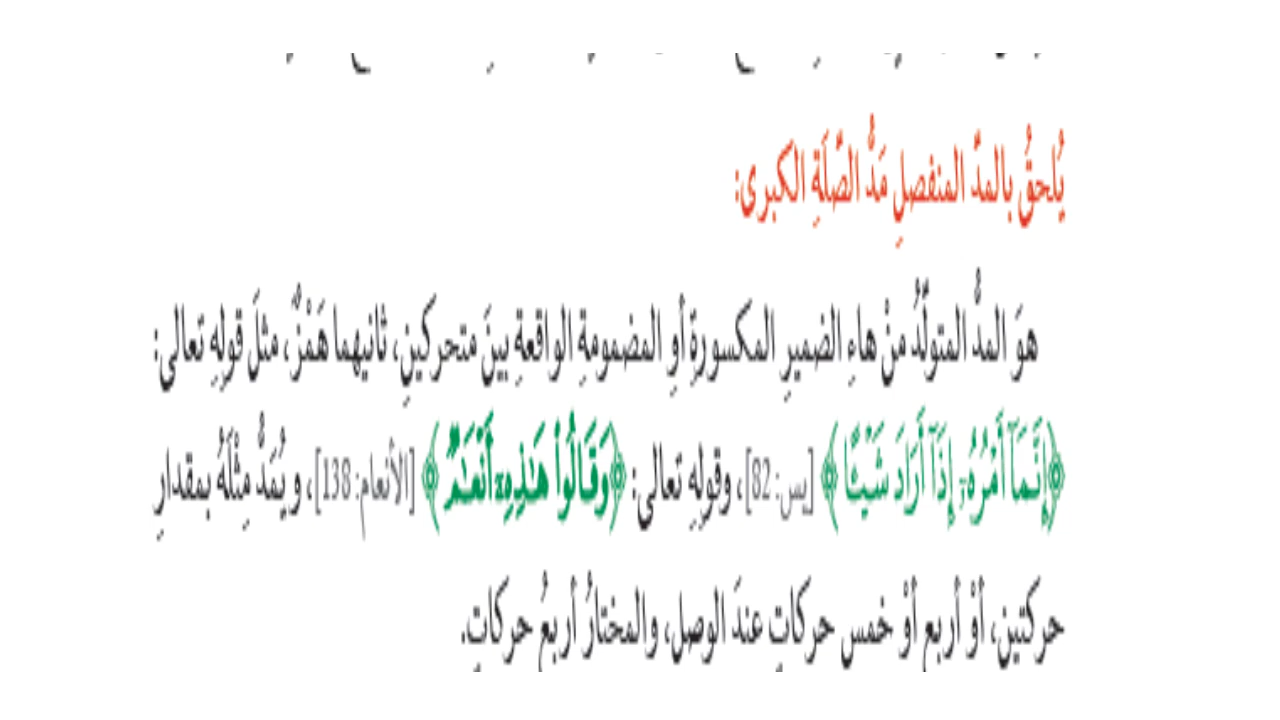 يُلحقُ بالمدِّ المنفصلِ مَدُّ الصِّلَةِ الكبرى:
هوَ المدُّ المتولِّدُ منْ هاءِ الضميرِ المكسورةِ أوِ المضمومةِ الواقعةِ بينَ متحركينِ، ثانيهما هَمْزٌ، مثلَ قولِهِ تعالى:
﴿إِنَّمَآ أَمْرُهُۥٓ إِذَآ أَرَادَ شَيْـًٔا﴾ [يس: 82]، وقولِهِ تعالى: ﴿وَقَالُوا۟ هَـٰذِهِۦٓ أَنْعَـٰمٌ﴾ [الأنعام: 138]، و يُمَدُّ مِثْلَهُ بمقدارِ
حركتينِ، أوْ أربعِ أوْ خمسِ حركاتٍ عندَ الوصلِ، والمختارُ أربعُ حركاتٍ.